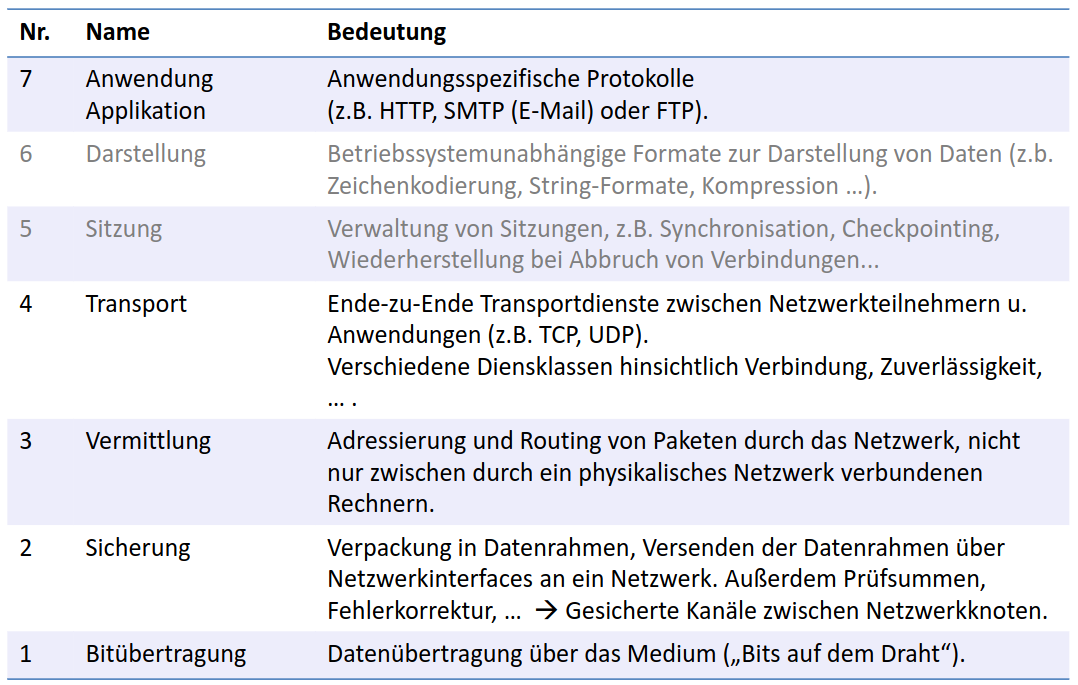 Nr. Name Bedeutung
7 Anwendung Anwendungsspezifische Protokolle
Applikation (z.B. HTTP, SMTP (E-Mail) oder FTP).
6 Darstellung Betriebssystemunabhängige Formate zur Darstellung von Daten (z.b.
Zeichenkodierung, String-Formate, Kompression …).
5 Sitzung Verwaltung von Sitzungen, z.B. Synchronisation, Checkpointing,
Wiederherstellung bei Abbruch von Verbindungen...
4 Transport Ende-zu-Ende Transportdienste zwischen Netzwerkteilnehmern u.
Anwendungen (z.B. TCP, UDP).
Verschiedene Diensklassen hinsichtlich Verbindung, Zuverlässigkeit,
… .
3 Vermittlung Adressierung und Routing von Paketen durch das Netzwerk, nicht
nur zwischen durch ein physikalisches Netzwerk verbundenen
Rechnern.
2 Sicherung Verpackung in Datenrahmen, Versenden der Datenrahmen über
Netzwerkinterfaces an ein Netzwerk. Außerdem Prüfsummen,
Fehlerkorrektur, … → Gesicherte Kanäle zwischen Netzwerkknoten.
1 Bitübertragung Datenübertragung über das Medium („Bits auf dem Draht“).